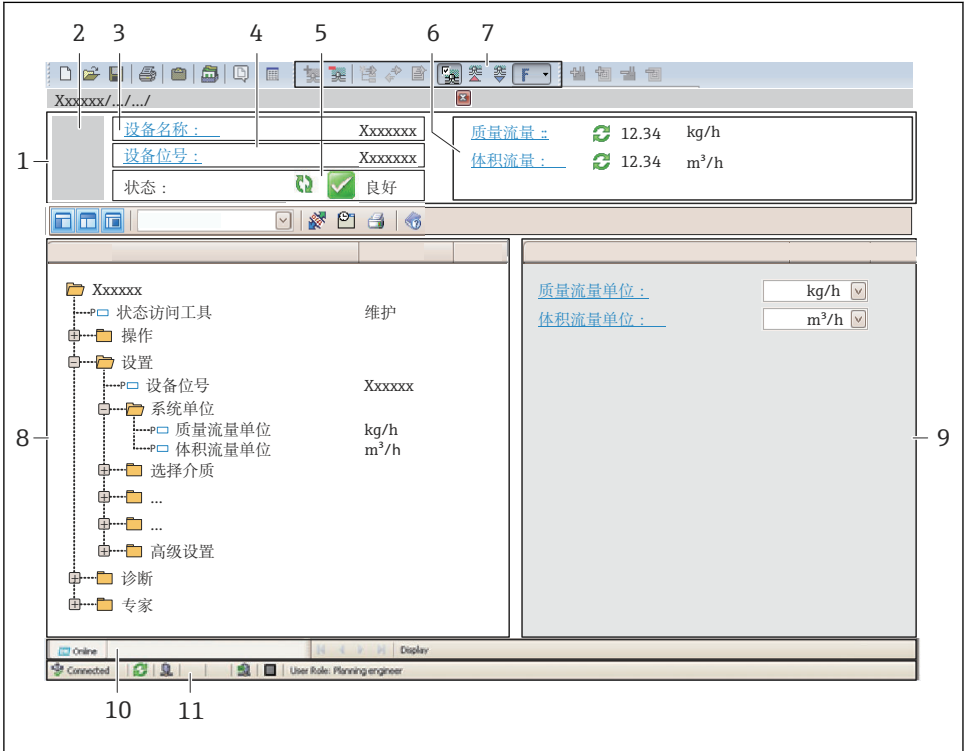 2 3 4 5 6 7
F
Xxxxxx/.../.../
1
设备名称： Xxxxxxx
设备位号： Xxxxxxx
状态： 良好
质量流量：: 12.34 kg/h
体积流量： 12.34 m³/h
Xxxxxx
状态访问工具 维护
操作
设置
设备位号 Xxxxxx
系统单位
质量流量单位 kg/h
体积流量单位 m³/h
选择介质
...
...
高级设置
诊断
专家
8
质量流量单位： kg/h
体积流量单位： m³/h
9
Online Display
Connected User Role: Planning engineer
10 11